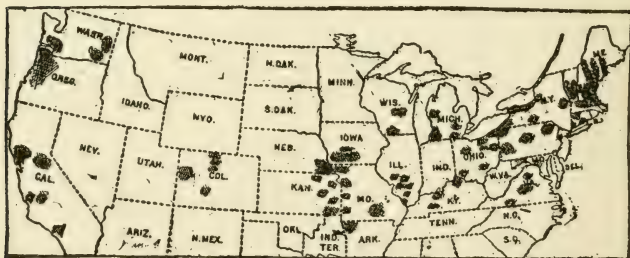 WASH.
ME.
MONT.
N.DAK.
MINN.
OREG.
IDAHO.
WIS.
MICH.
N.Y.
S.DAK.
WYO.
IOWA
NEB.
NEV.
UTAH.
COL.
ILL.
IND.
OHIO.
W.VA.
MD.
DEL.
CAL.
KAN.
MO.
KY.
TENN.
N.C.
ARIZ.
N.MEX.
OKL.
IND.
TER.
ARK.
S.C.